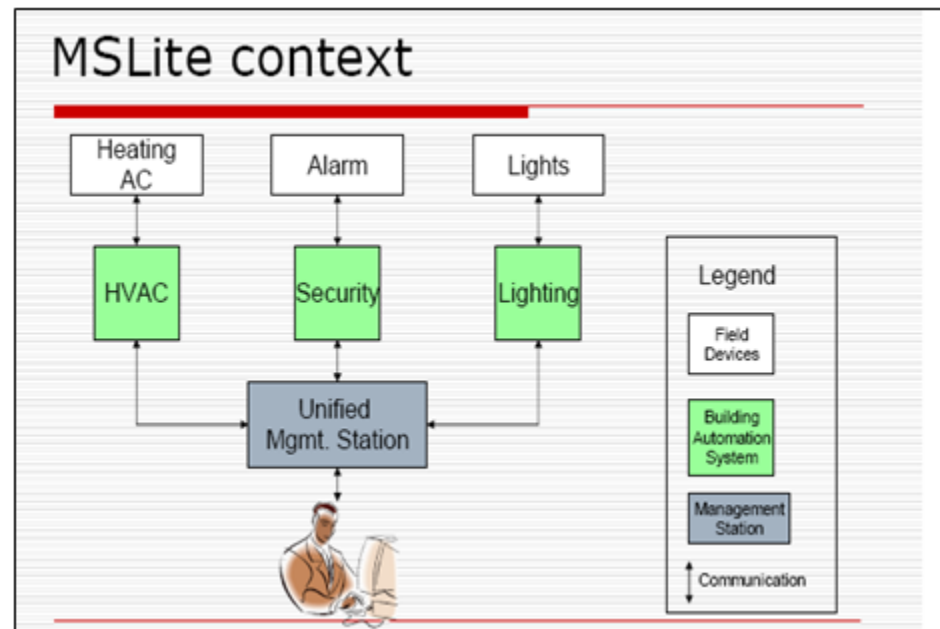 MSLite context
Heating
AC
Alarm
Lights
HVAC
Security
Lighting
Unified
Mgmt. Station
Legend
Field
Devices
Building
Automation
System
Management
Station
Communication